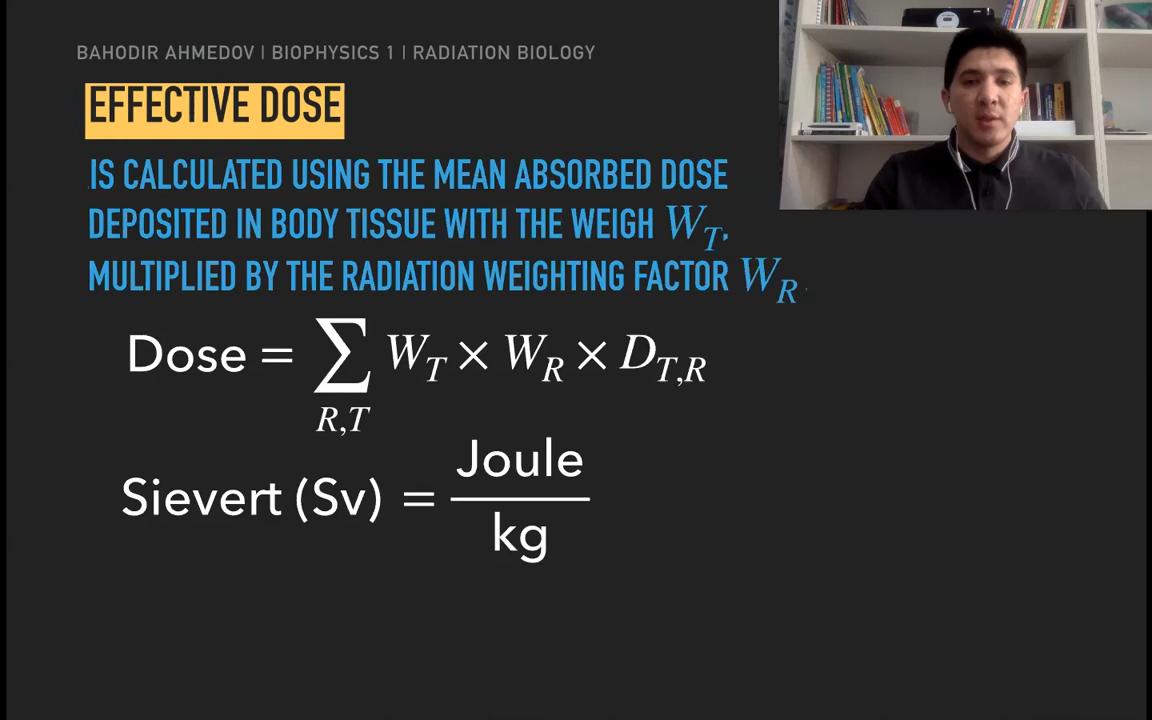 BAHODIR AHMEDOV | BIOPHYSICS 1 | RADIATION BIOLOGY
EFFECTIVE DOSE
IS CALCULATED USING THE MEAN ABSORBED DOSE
DEPOSITED IN BODY TISSUE WITH THE WEIGH W_T,
MULTIPLIED BY THE RADIATION WEIGHTING FACTOR W_R.
Dose = ∑_{R,T} W_T × W_R × D_{T,R}
Sievert (Sv) = Joule / kg